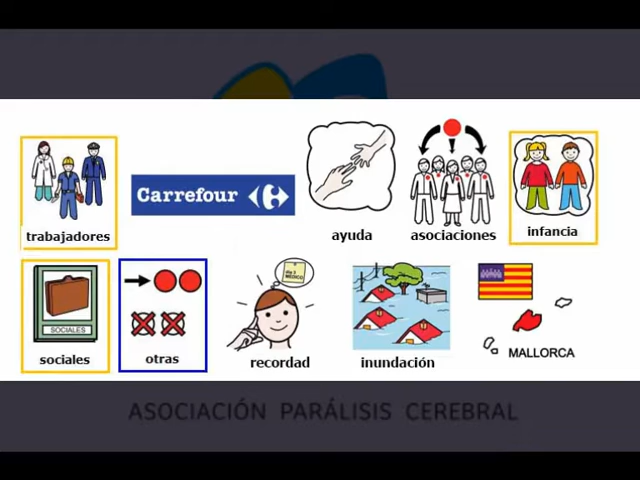 trabajadores
Carrefour
ayuda
asociaciones
infancia
SOCIALES
sociales
otras
recordad
inundación
MALLORCA
ASOCIACIÓN PARÁLISIS CEREBRAL